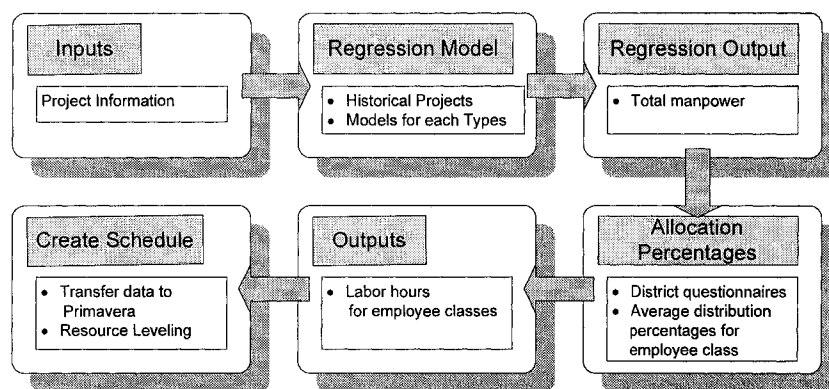 Inputs
Project Information
Regression Model
• Historical Projects
• Models for each Types
Regression Output
• Total manpower
Allocation
Percentages
• District questionnaires
• Average distribution
percentages for
employee class
Outputs
• Labor hours
for employee classes
Create Schedule
• Transfer data to
Primavera
• Resource Leveling